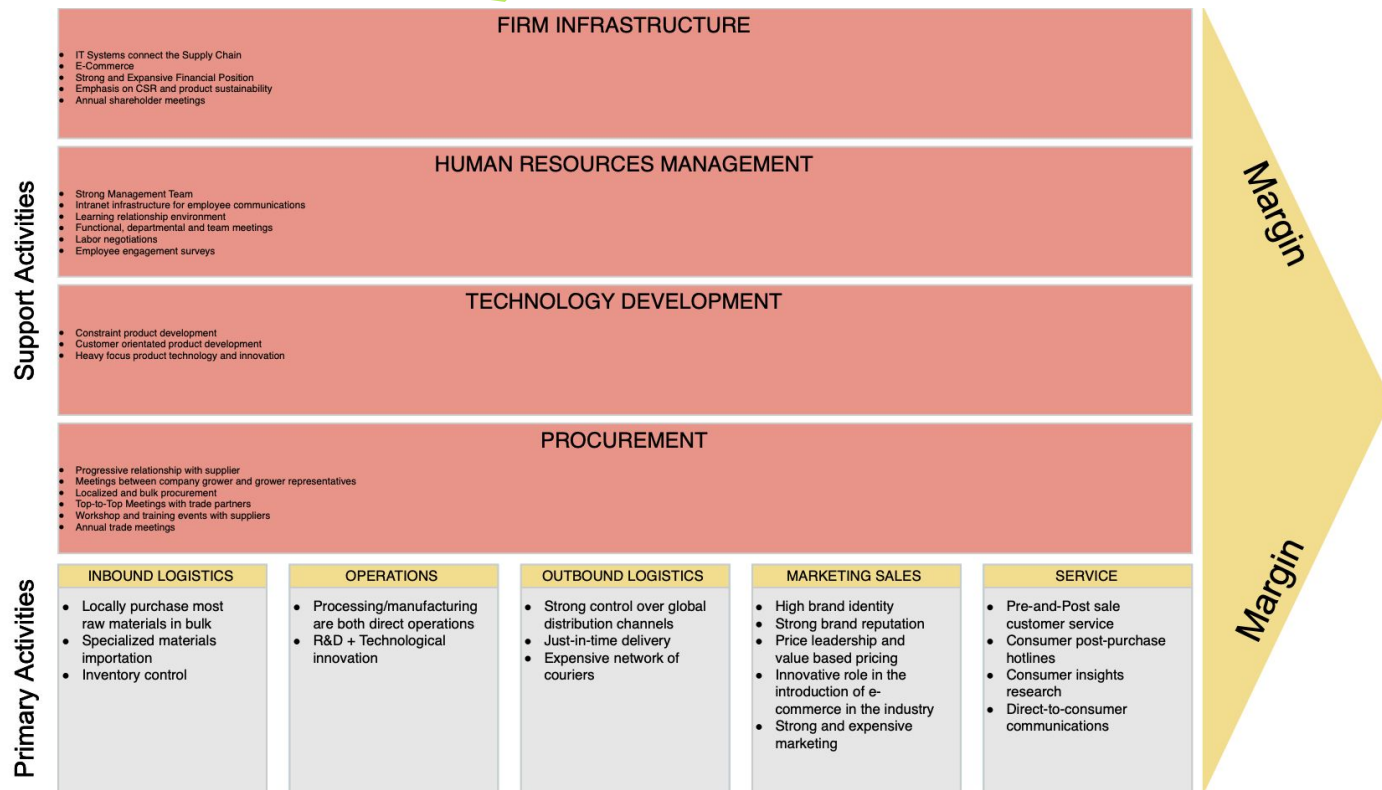 FIRM INFRASTRUCTURE
• IT Systems connect the Supply Chain
• E-Commerce
• Strong and Expansive Financial Position
• Emphasis on CSR and product sustainability
• Annual shareholder meetings
HUMAN RESOURCES MANAGEMENT
• Strong Management Team
• Intranet infrastructure for employee communications
• Learning relationship environment
• Functional, departmental and team meetings
• Labor negotiations
• Employee engagement surveys
TECHNOLOGY DEVELOPMENT
• Constraint product development
• Customer orientated product development
• Heavy focus product technology and innovation
PROCUREMENT
• Progressive relationship with supplier
• Meetings between company grower and grower representatives
• Localized and bulk procurement
• Top-to-Top Meetings with trade partners
• Workshop and training events with suppliers
• Annual trade meetings
Support Activities
Primary Activities
INBOUND LOGISTICS
• Locally purchase most
raw materials in bulk
• Specialized materials
importation
• Inventory control
OPERATIONS
• Processing/manufacturing
are both direct operations
• R&D + Technological
innovation
OUTBOUND LOGISTICS
• Strong control over global
distribution channels
• Just-in-time delivery
• Expensive network of
couriers
MARKETING SALES
• High brand identity
• Strong brand reputation
• Price leadership and
value based pricing
• Innovative role in the
introduction of e-
commerce in the industry
• Strong and expensive
marketing
SERVICE
• Pre-and-Post sale
customer service
• Consumer post-purchase
hotlines
• Consumer insights
research
• Direct-to-consumer
communications
Margin
Margin